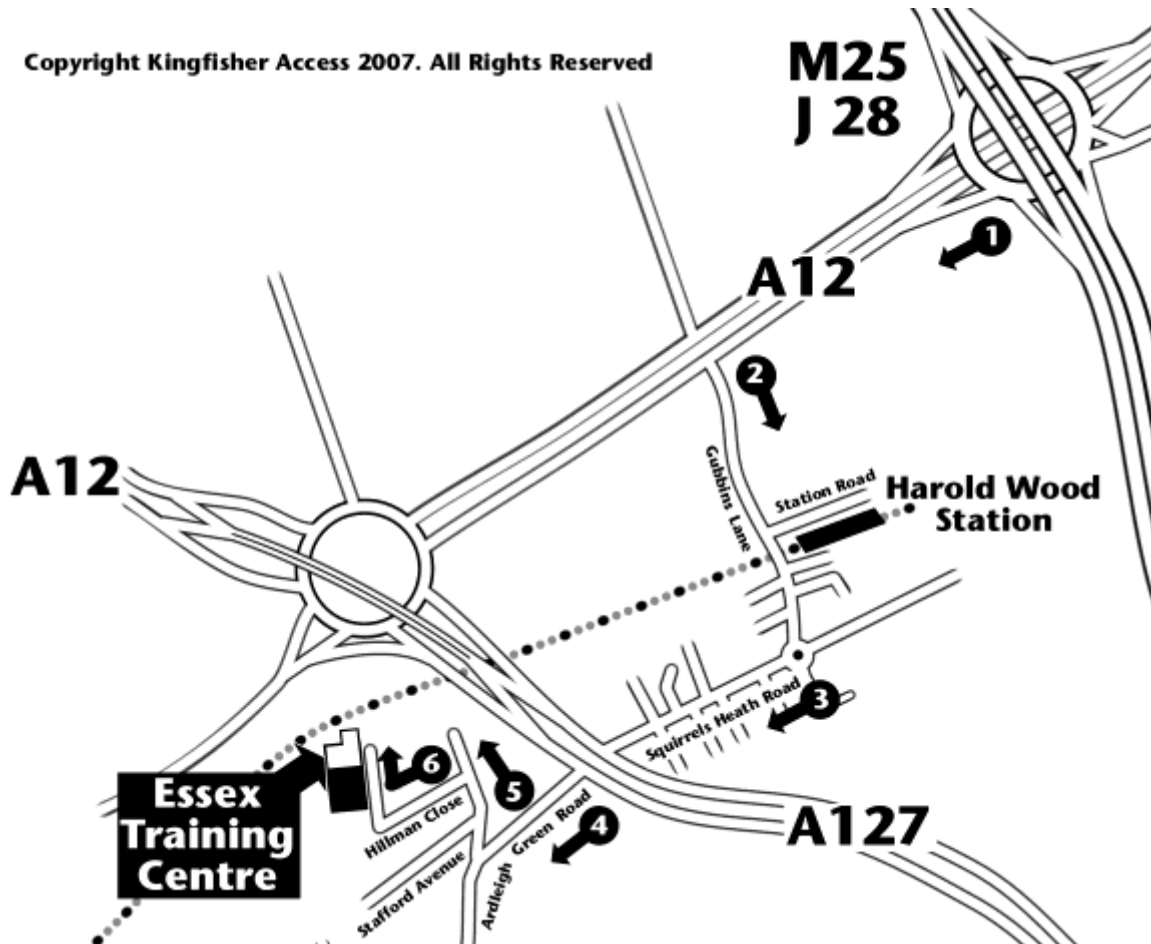 Copyright Kingfisher Access 2007. All Rights Reserved
M25
J 28
1
A12
2
Gubbins Lane
Station Road
Harold Wood
Station
A12
Squirrels Heath Road
3
6
5
4
Essex
Training
Centre
Hillman Close
Stafford Avenue
Ardleigh Green Road
A127